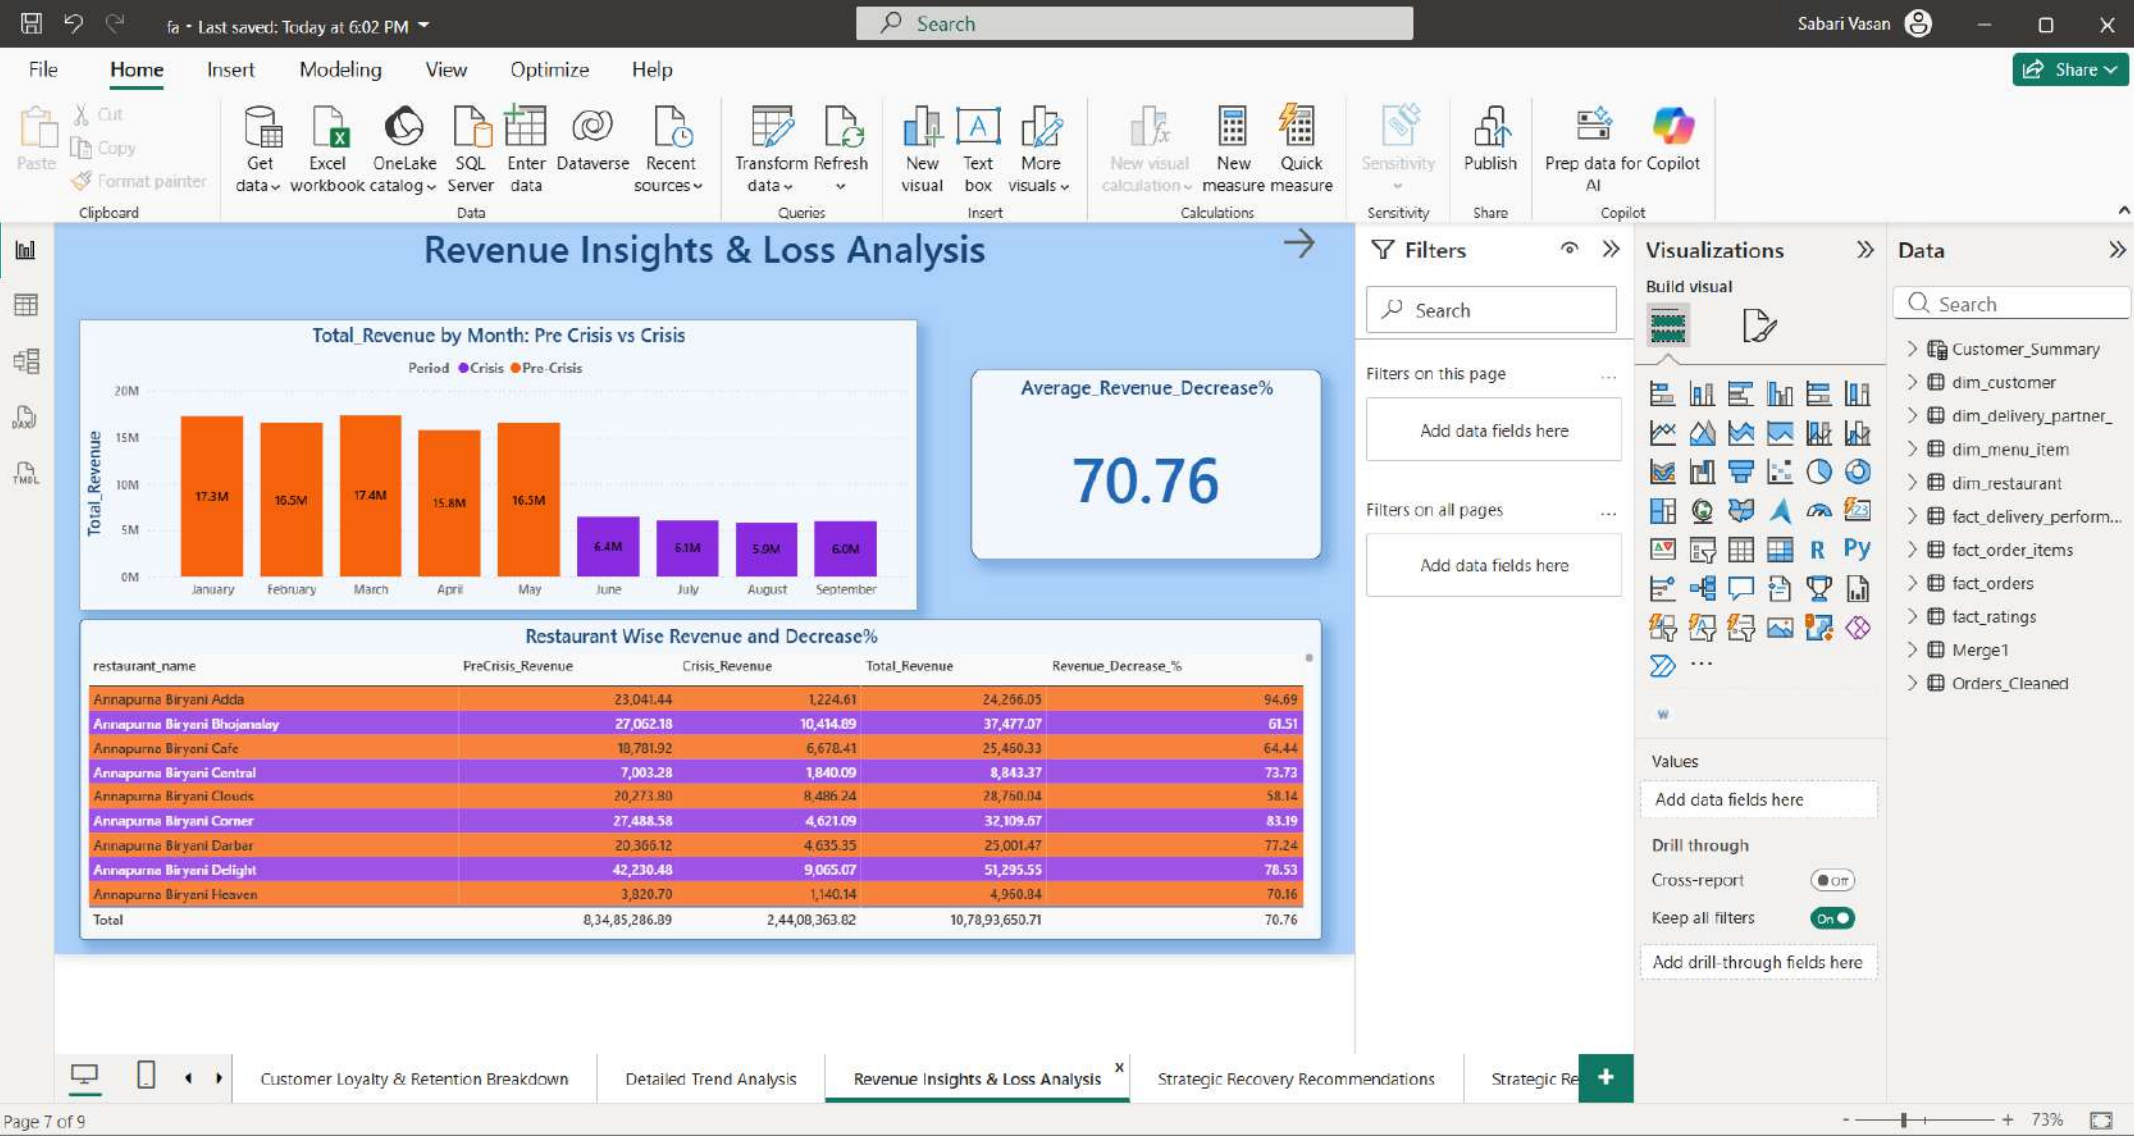 fa • Last saved: Today at 6:02 PM
Search
Sabari Vasan
File Home Insert Modeling View Optimize Help
Share
Paste
Cut
Copy
Format painter
Get data
Excel workbook
OneLake catalog
SQL Server
Enter data
Dataverse
Recent sources
Transform data
Refresh
New visual
Text box
More visuals
New visual calculation
New measure
Quick measure
Sensitivity
Publish
Prep data for AI
Copilot
Clipboard Data Queries Insert Calculations Sensitivity Share Copilot
Revenue Insights & Loss Analysis
Total_Revenue by Month: Pre Crisis vs Crisis
Period Crisis Pre-Crisis
Total_Revenue
20M
15M
10M
5M
0M
17.3M 16.5M 17.4M 15.8M 16.5M 6.4M 6.1M 5.9M 6.0M
January February March April May June July August September
Average_Revenue_Decrease%
70.76
Restaurant Wise Revenue and Decrease%
restaurant_name PreCrisis_Revenue Crisis_Revenue Total_Revenue Revenue_Decrease_%
Annapurna Biryani Adda 23,041.44 1,224.61 24,266.05 94.69
Annapurna Biryani Bhojanalay 27,062.18 10,414.89 37,477.07 61.51
Annapurna Biryani Cafe 18,781.92 6,678.41 25,460.33 64.44
Annapurna Biryani Central 7,003.28 1,840.09 8,843.37 73.73
Annapurna Biryani Clouds 20,273.80 8,486.24 28,760.04 58.14
Annapurna Biryani Corner 27,488.58 4,621.09 32,109.67 83.19
Annapurna Biryani Darbar 20,366.12 4,635.35 25,001.47 77.24
Annapurna Biryani Delight 42,230.48 9,065.07 51,295.55 78.53
Annapurna Biryani Heaven 3,820.70 1,140.14 4,960.84 70.16
Total 8,34,85,286.89 2,44,08,363.82 10,78,93,650.71 70.76
DAX
TMDL
Filters
Search
Filters on this page ...
Add data fields here
Filters on all pages ...
Add data fields here
Visualizations
Build visual
123
R Py
...
W
Values
Add data fields here
Drill through
Cross-report Off
Keep all filters On
Add drill-through fields here
Data
Search
Customer_Summary
dim_customer
dim_delivery_partner_
dim_menu_item
dim_restaurant
fact_delivery_perform...
fact_order_items
fact_orders
fact_ratings
Merge1
Orders_Cleaned
Customer Loyalty & Retention Breakdown
Detailed Trend Analysis
Revenue Insights & Loss Analysis x
Strategic Recovery Recommendations
Strategic Re
+
Page 7 of 9
- + 73%